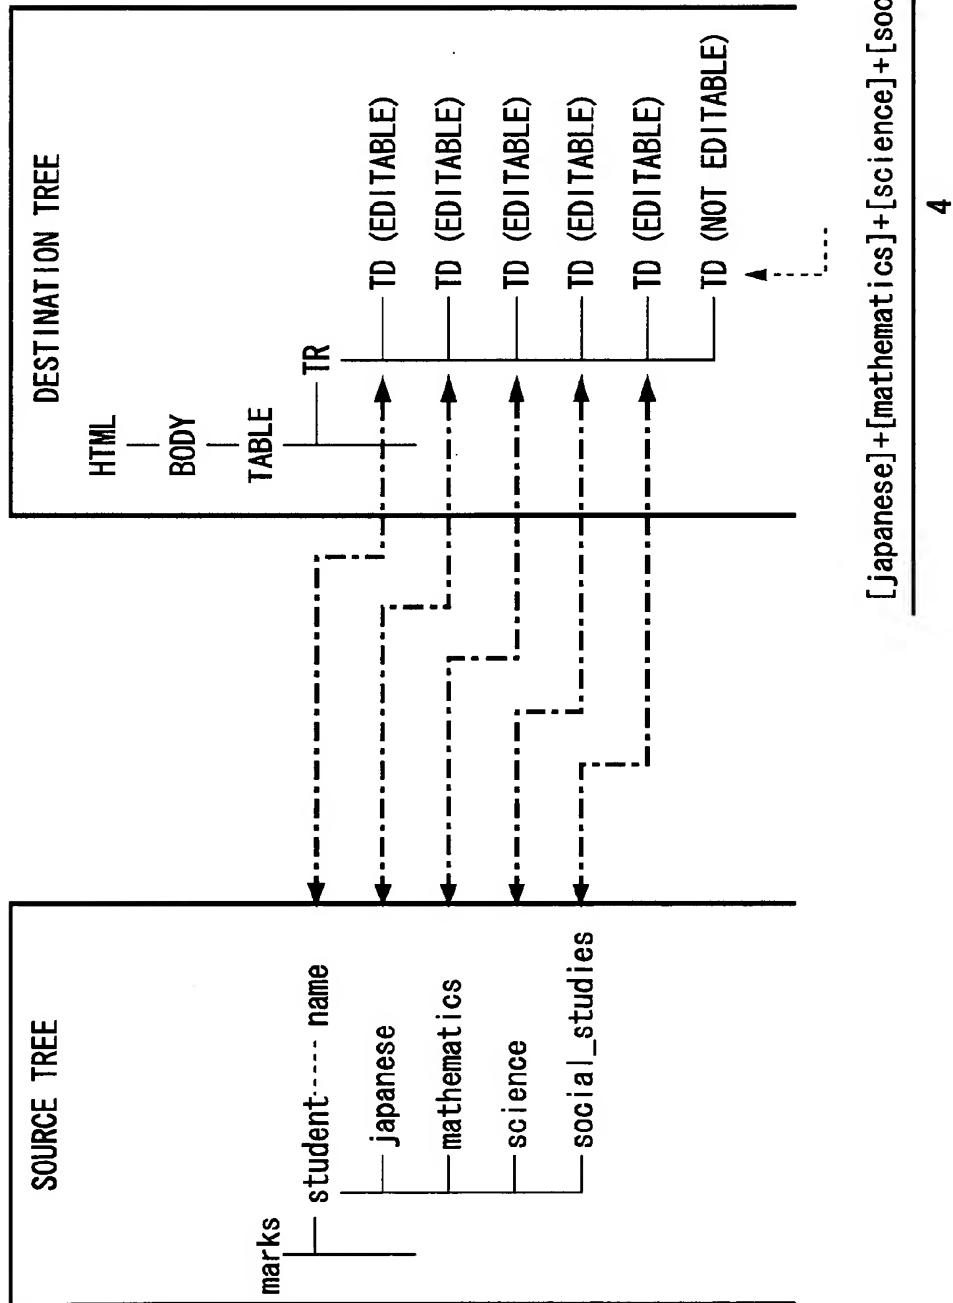 SOURCE TREE
marks
student
name
japanese
mathematics
science
social_studies
DESTINATION TREE
HTML
BODY
TABLE
TR
TD (EDITABLE)
TD (EDITABLE)
TD (EDITABLE)
TD (EDITABLE)
TD (EDITABLE)
TD (NOT EDITABLE)
[japanese]+[mathematics]+[science]+[soc
4